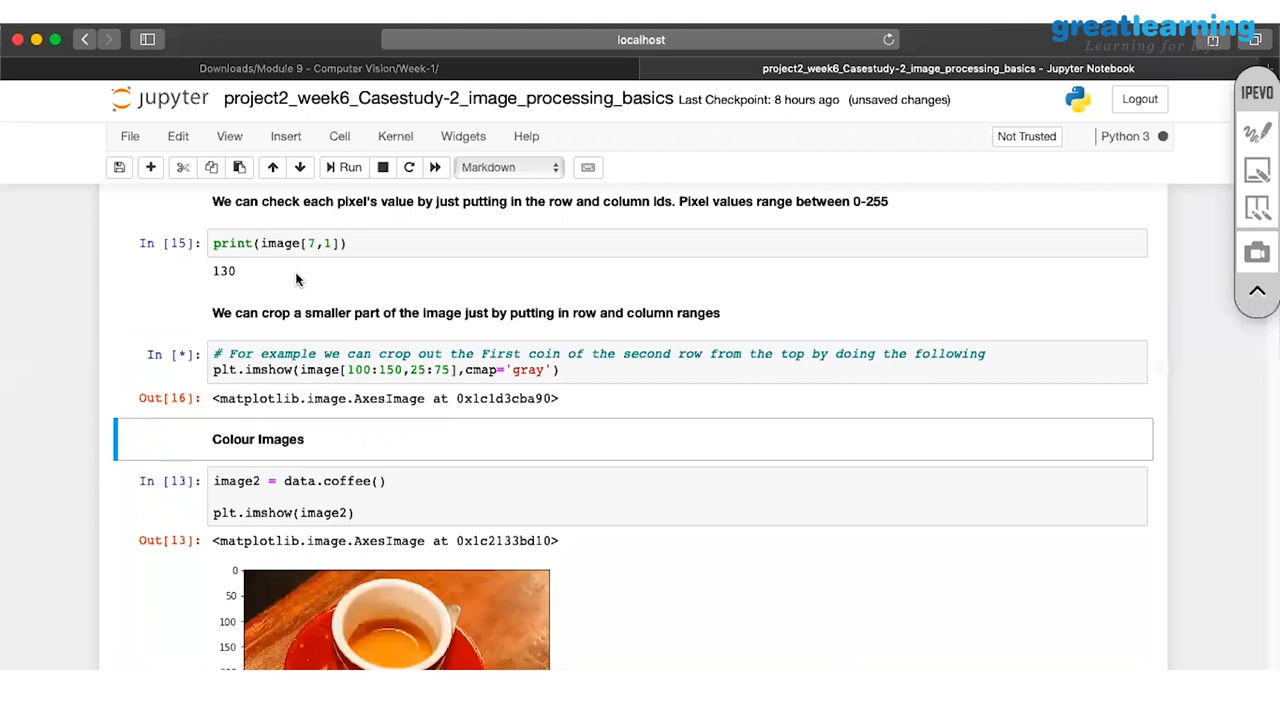 greatlearning
Learning for Life
localhost
Downloads/Module 9 - Computer Vision/Week-1/
project2_week6_Casestudy-2_image_processing_basics - Jupyter Notebook
IPEVO
jupyter project2_week6_Casestudy-2_image_processing_basics Last Checkpoint: 8 hours ago (unsaved changes)
Logout
File Edit View Insert Cell Kernel Widgets Help
Not Trusted
Python 3
Run
Markdown
We can check each pixel's value by just putting in the row and column ids. Pixel values range between 0-255
In [15]: print(image[7,1])
130
We can crop a smaller part of the image just by putting in row and column ranges
In [*]: # For example we can crop out the First coin of the second row from the top by doing the following
plt.imshow(image[100:150,25:75],cmap='gray')
Out[16]: <matplotlib.image.AxesImage at 0x1c1d3cba90>
Colour Images
In [13]: image2 = data.coffee()
plt.imshow(image2)
Out[13]: <matplotlib.image.AxesImage at 0x1c2133bd10>
0
50
100
150